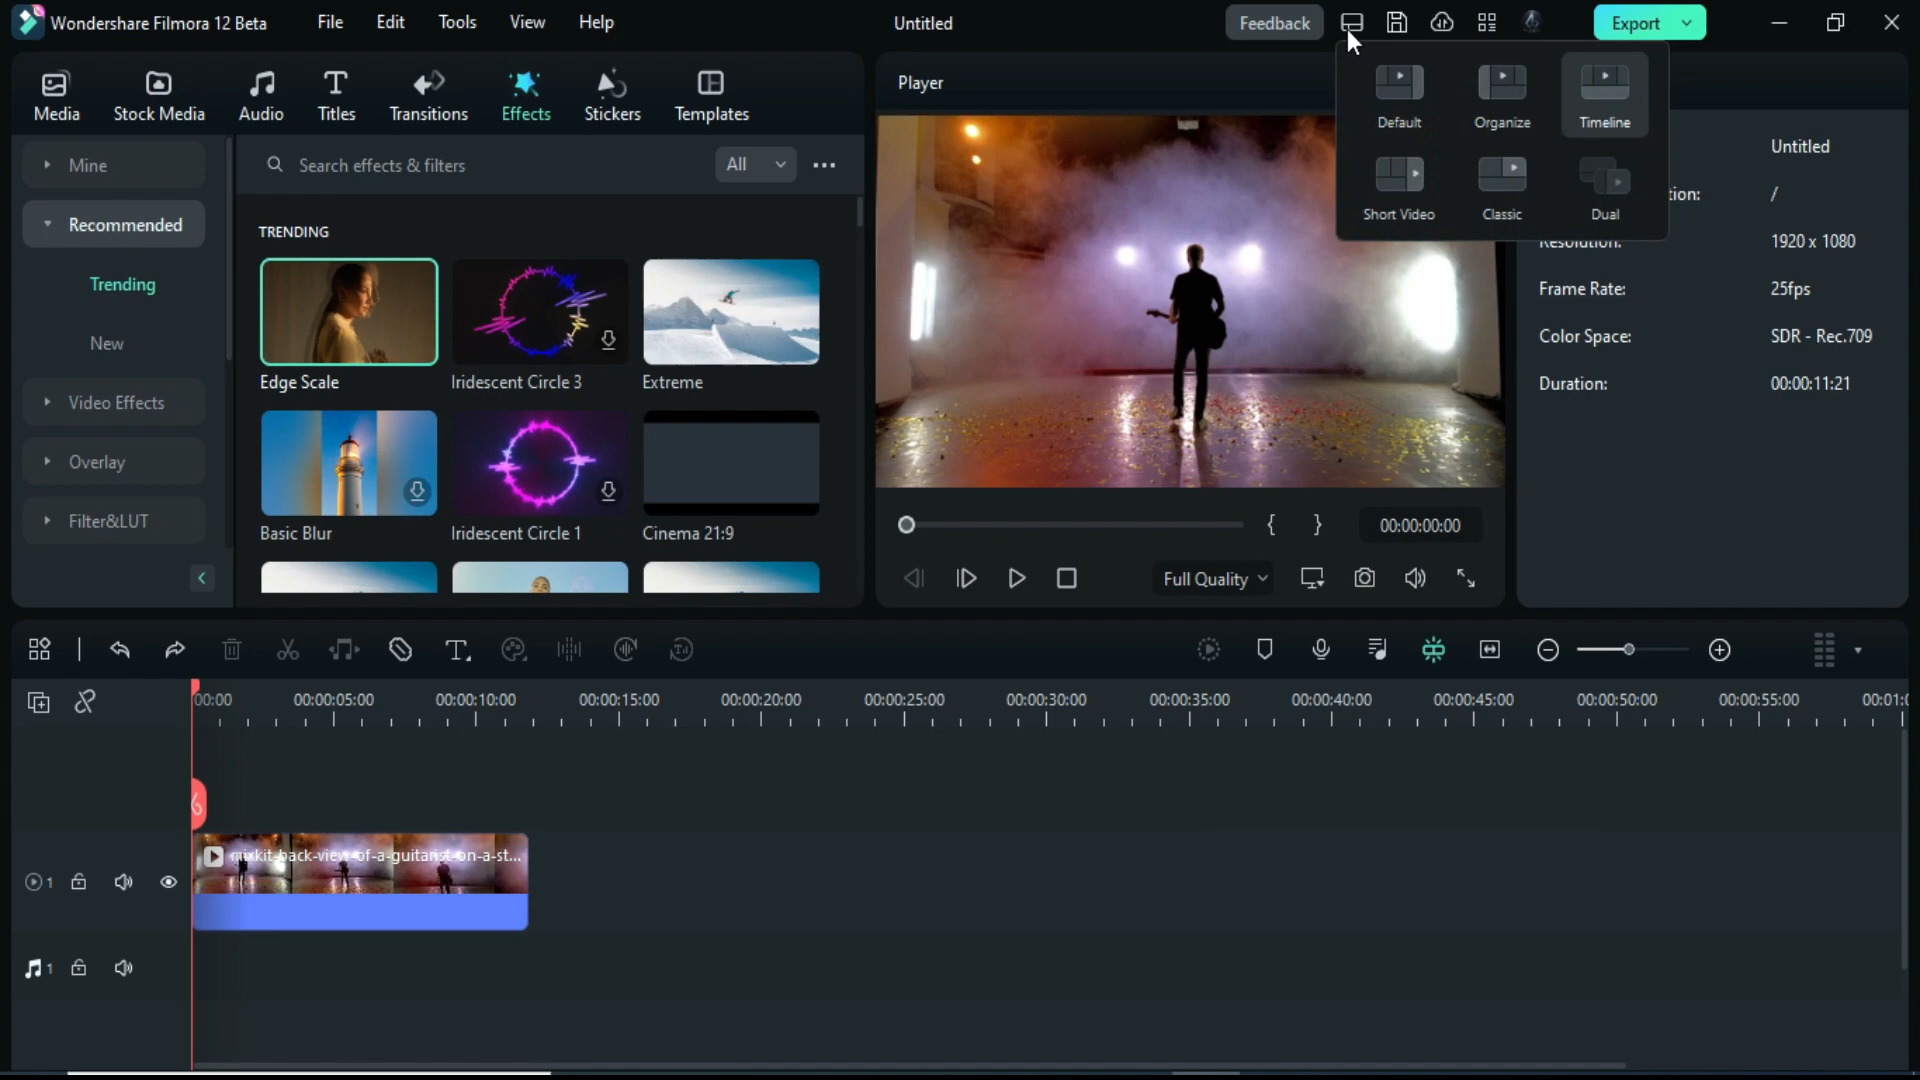 Wondershare Filmora 12 Beta File Edit Tools View Help Untitled Feedback Export
Media Stock Media Audio Titles Transitions Effects Stickers Templates
Player
Default Organize Timeline
Short Video Classic Dual
Mine
Recommended
Trending
New
Video Effects
Overlay
Filter&LUT
Search effects & filters All
TRENDING
Edge Scale Iridescent Circle 3 Extreme
Basic Blur Iridescent Circle 1 Cinema 21:9
{ } 00:00:00:00
Full Quality
Untitled
tion: /
Resolution: 1920 x 1080
Frame Rate: 25fps
Color Space: SDR - Rec.709
Duration: 00:00:11:21
00:00 00:00:05:00 00:00:10:00 00:00:15:00 00:00:20:00 00:00:25:00 00:00:30:00 00:00:35:00 00:00:40:00 00:00:45:00 00:00:50:00 00:00:55:00 00:01:0
mixkit-back-view-of-a-guitarist-on-a-st...
1
1